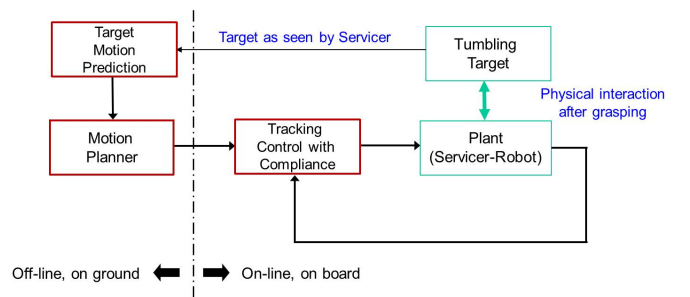 Target
Motion
Prediction
Target as seen by Servicer
Tumbling
Target
Physical interaction
after grasping
Motion
Planner
Tracking
Control with
Compliance
Plant
(Servicer-Robot)
Off-line, on ground
On-line, on board